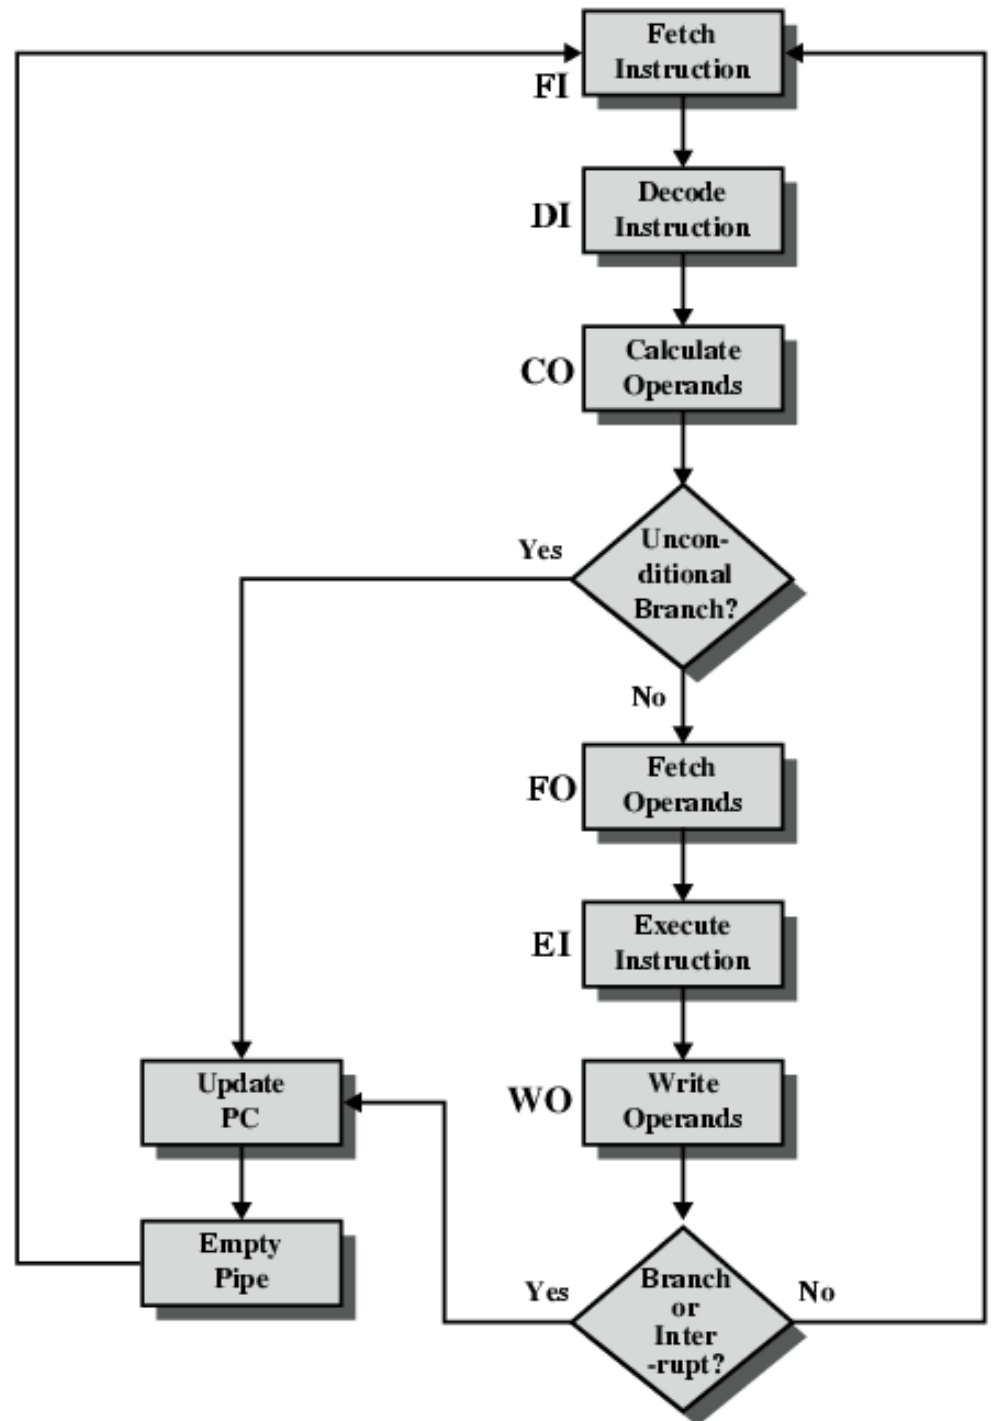 Fetch
Instruction
FI
Decode
Instruction
DI
Calculate
Operands
CO
Uncon-
ditional
Branch?
Yes
No
Fetch
Operands
FO
Execute
Instruction
EI
Update
PC
Write
Operands
WO
Empty
Pipe
Yes
Branch
or
Inter
-rupt?
No